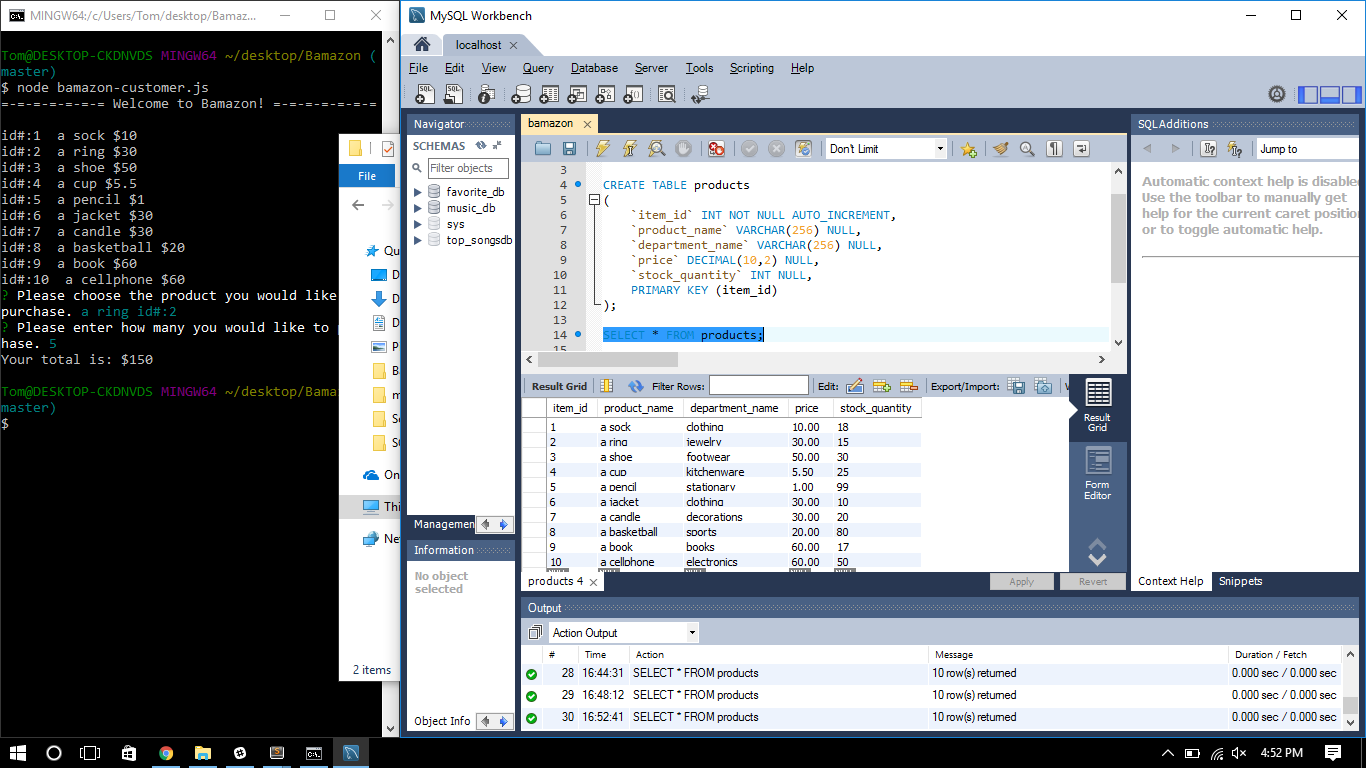 MINGW64:/c/Users/Tom/desktop/Bamaz...
Tom@DESKTOP-CKDNVDS MINGW64 ~/desktop/Bamazon (
master)
$ node bamazon-customer.js
Welcome to Bamazon!
id#:1  a sock $10
id#:2  a ring $30
id#:3  a shoe $50
id#:4  a cup $5.5
id#:5  a pencil $1
id#:6  a jacket $30
id#:7  a candle $30
id#:8  a basketball $20
id#:9  a book $60
id#:10  a cellphone $60
? Please choose the product you would like
purchase. a ring id#:2
? Please enter how many you would like to p
hase. 5
Your total is: $150
Tom@DESKTOP-CKDNVDS MINGW64 ~/desktop/Bama
master)
$
File
Qu
D
D
D
P
B
m
Se
On
Thi
Net
2 items
MySQL Workbench
localhost
File Edit View Query Database Server Tools Scripting Help
Navigator
SCHEMAS
Filter objects
favorite_db
music_db
sys
top_songsdb
Managemen
Information
No object
selected
Object Info
bamazon
Don't Limit
3
4 CREATE TABLE products
5 (
6 `item_id` INT NOT NULL AUTO_INCREMENT,
7 `product_name` VARCHAR(256) NULL,
8 `department_name` VARCHAR(256) NULL,
9 `price` DECIMAL(10,2) NULL,
10 `stock_quantity` INT NULL,
11 PRIMARY KEY (item_id)
12 );
13
14 SELECT * FROM products;
15
Result Grid Filter Rows: Edit: Export/Import:
item_id product_name department_name price stock_quantity
1 a sock clothing 10.00 18
2 a ring jewelry 30.00 15
3 a shoe footwear 50.00 30
4 a cup kitchenware 5.50 25
5 a pencil stationary 1.00 99
6 a jacket clothing 30.00 10
7 a candle decorations 30.00 20
8 a basketball sports 20.00 80
9 a book books 60.00 17
10 a cellphone electronics 60.00 50
Result
Grid
Form
Editor
products 4
Apply Revert
SQLAdditions
Jump to
Automatic context help is disable
Use the toolbar to manually get
help for the current caret position
or to toggle automatic help.
Context Help Snippets
Output
Action Output
# Time Action Message Duration / Fetch
28 16:44:31 SELECT * FROM products 10 row(s) returned 0.000 sec / 0.000 sec
29 16:48:12 SELECT * FROM products 10 row(s) returned 0.000 sec / 0.000 sec
30 16:52:41 SELECT * FROM products 10 row(s) returned 0.000 sec / 0.000 sec
4:52 PM